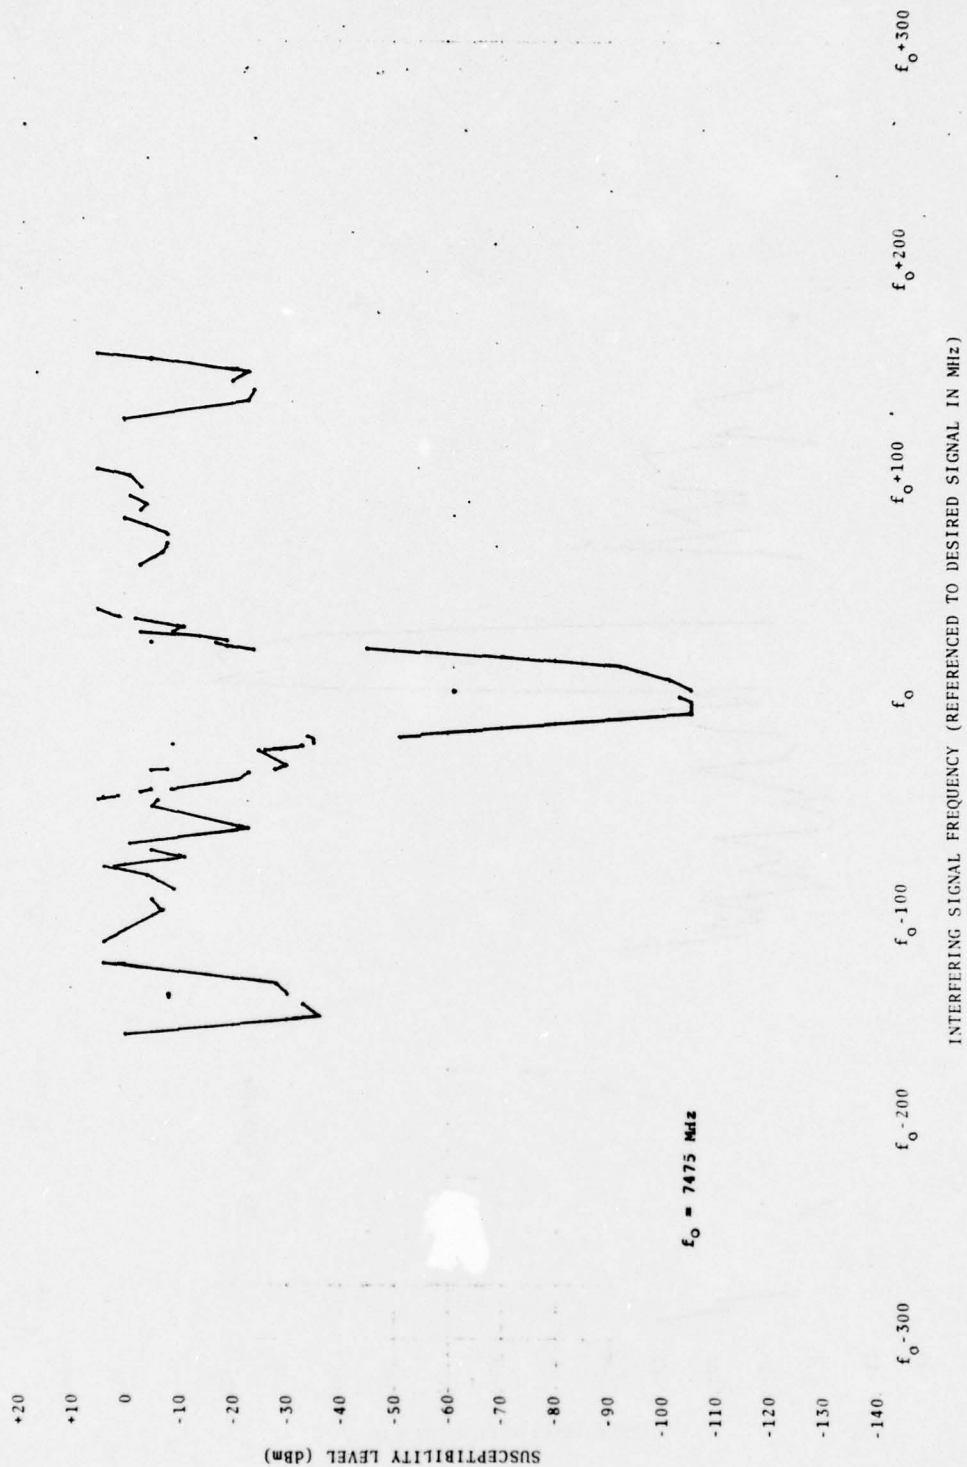 SUSCEPTIBILITY LEVEL (dBm)
+20
+10
0
-10
-20
-30
-40
-50
-60
-70
-80
-90
-100
-110
-120
-130
-140
fo = 7475 Mdz
fo-300
fo-200
fo-100
fo
fo+100
fo+200
fo+300
INTERFERING SIGNAL FREQUENCY (REFERENCED TO DESIRED SIGNAL IN MHz)